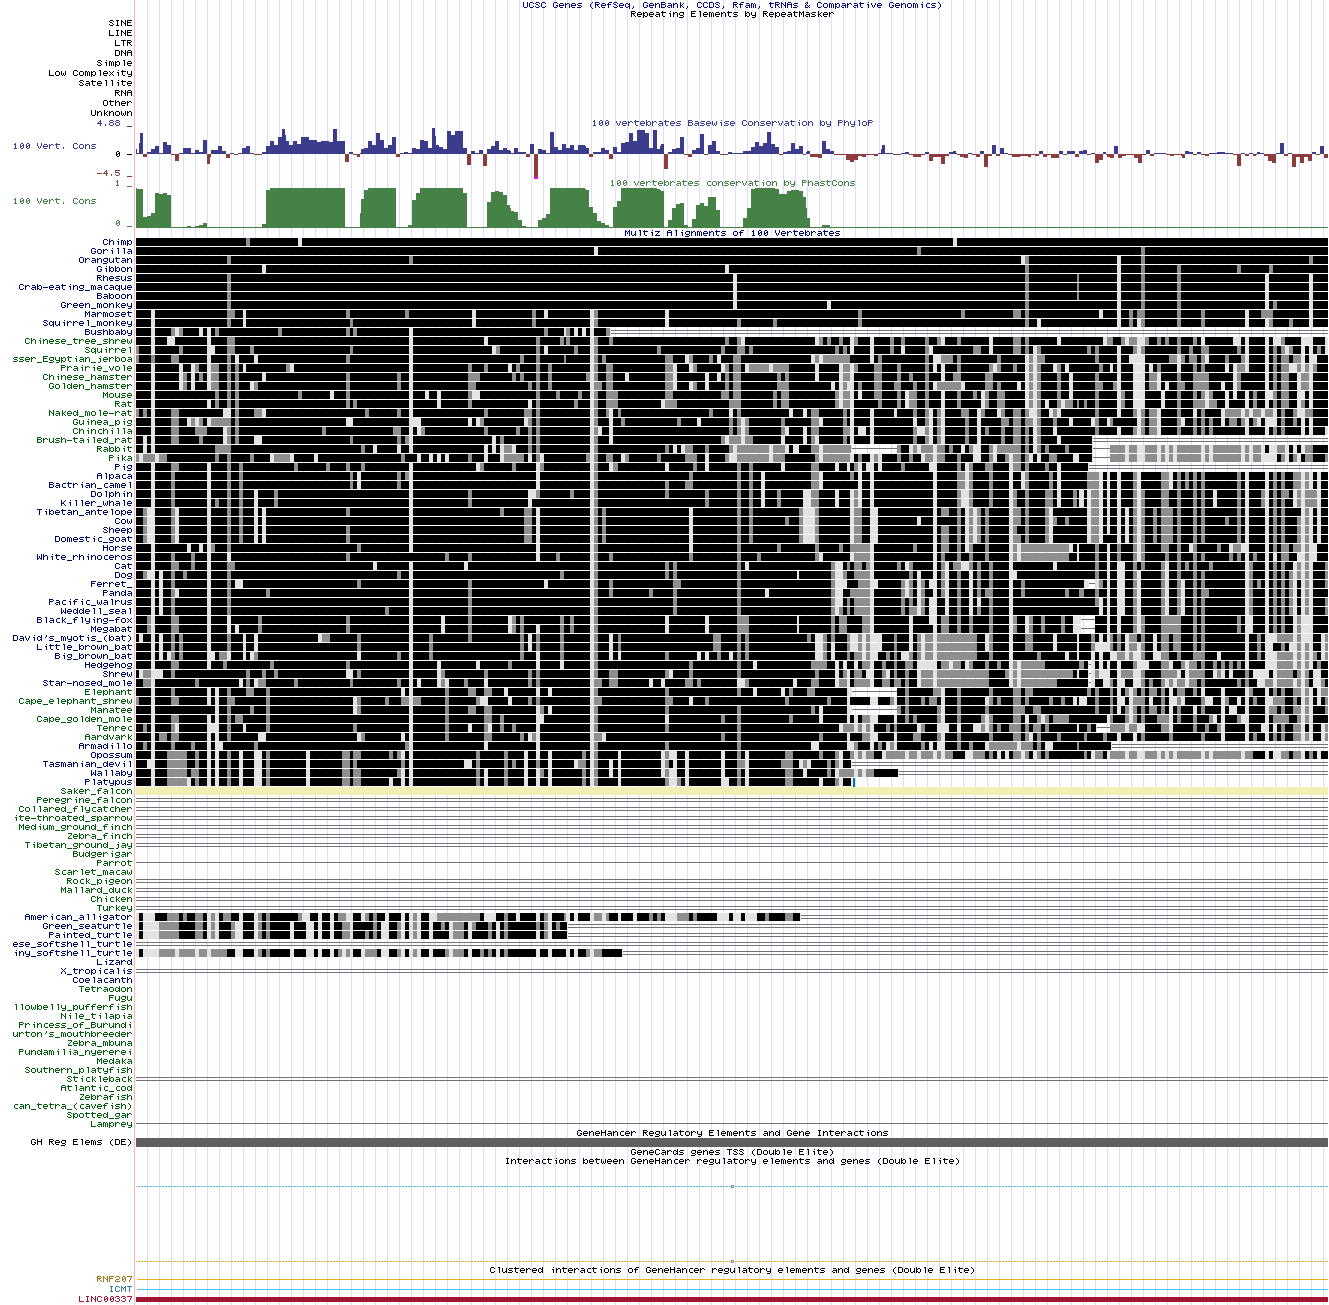 UCSC Genes (RefSeq, GenBank, CCDS, Rfam, tRNAs & Comparative Genomics)
Repeating Elements by RepeatMasker
SINE
LINE
LTR
DNA
Simple
Low Complexity
Satellite
RNA
Other
Unknown
4.88 _
100 vertebrates Basewise Conservation by PhyloP
100 Vert. Cons
0 -
-4.5 _
1 _
100 vertebrates conservation by PhastCons
100 Vert. Cons
0 _
Multiz Alignments of 100 Vertebrates
Chimp
Gorilla
Orangutan
Gibbon
Rhesus
Crab-eating_macaque
Baboon
Green_monkey
Marmoset
Squirrel_monkey
Bushbaby
Chinese_tree_shrew
Squirrel
sser_Egyptian_jerboa
Prairie_vole
Chinese_hamster
Golden_hamster
Mouse
Rat
Naked_mole-rat
Guinea_pig
Chinchilla
Brush-tailed_rat
Rabbit
Pika
Pig
Alpaca
Bactrian_camel
Dolphin
Killer_whale
Tibetan_antelope
Cow
Sheep
Domestic_goat
Horse
White_rhinoceros
Cat
Dog
Ferret_
Panda
Pacific_walrus
Weddell_seal
Black_flying-fox
Megabat
David's_myotis_(bat)
Little_brown_bat
Big_brown_bat
Hedgehog
Shrew
Star-nosed_mole
Elephant
Cape_elephant_shrew
Manatee
Cape_golden_mole
Tenrec
Aardvark
Armadillo
Opossum
Tasmanian_devil
Wallaby
Platypus
Saker_falcon
Peregrine_falcon
Collared_flycatcher
ite-throated_sparrow
Medium_ground_finch
Zebra_finch
Tibetan_ground_jay
Budgerigar
Parrot
Scarlet_macaw
Rock_pigeon
Mallard_duck
Chicken
Turkey
American_alligator
Green_seaturtle
Painted_turtle
ese_softshell_turtle
iny_softshell_turtle
Lizard
X_tropicalis
Coelacanth
Tetraodon
Fugu
llowbelly_pufferfish
Nile_tilapia
Princess_of_Burundi
urton's_mouthbreeder
Zebra_mbuna
Pundamilia_nyererei
Medaka
Southern_platyfish
Stickleback
Atlantic_cod
Zebrafish
can_tetra_(cavefish)
Spotted_gar
Lamprey
GeneHancer Regulatory Elements and Gene Interactions
GH Reg Elems (DE)
GeneCards genes TSS (Double Elite)
Interactions between GeneHancer regulatory elements and genes (Double Elite)
Clustered interactions of GeneHancer regulatory elements and genes (Double Elite)
RNF207
ICMT
LINC00337